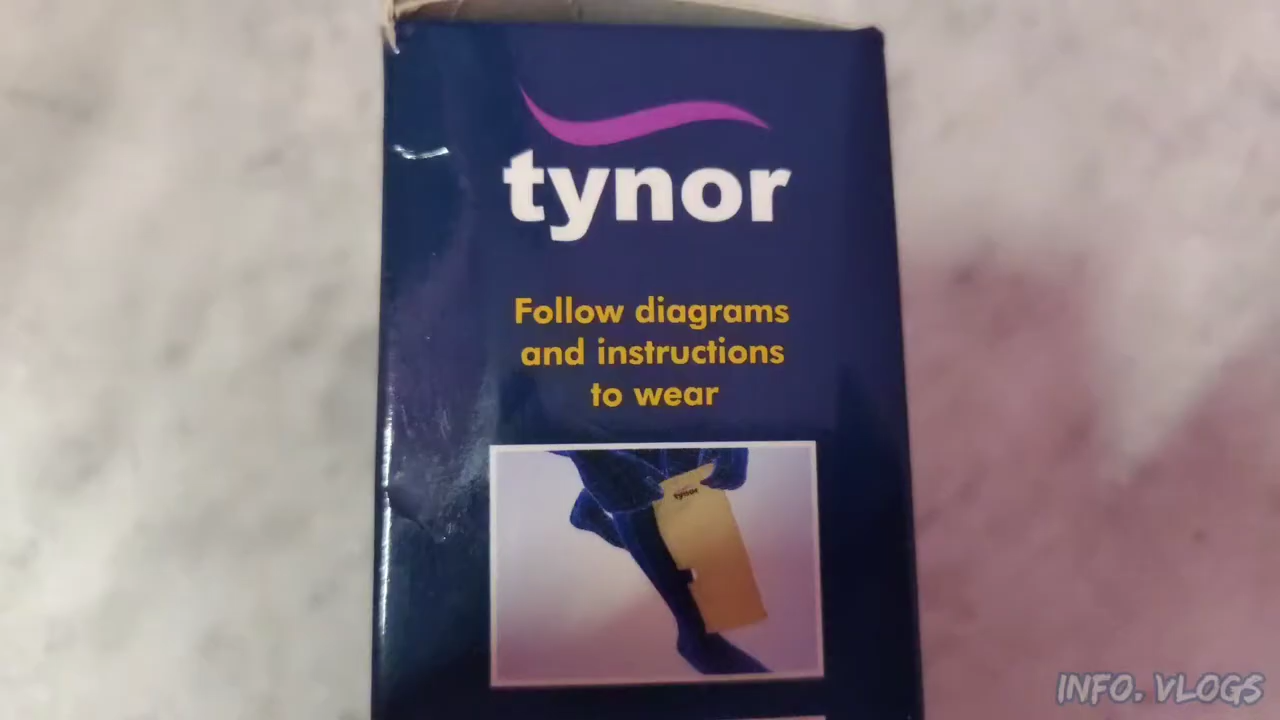 tynor
Follow diagrams
and instructions
to wear
tynor
INFO. VLOGS